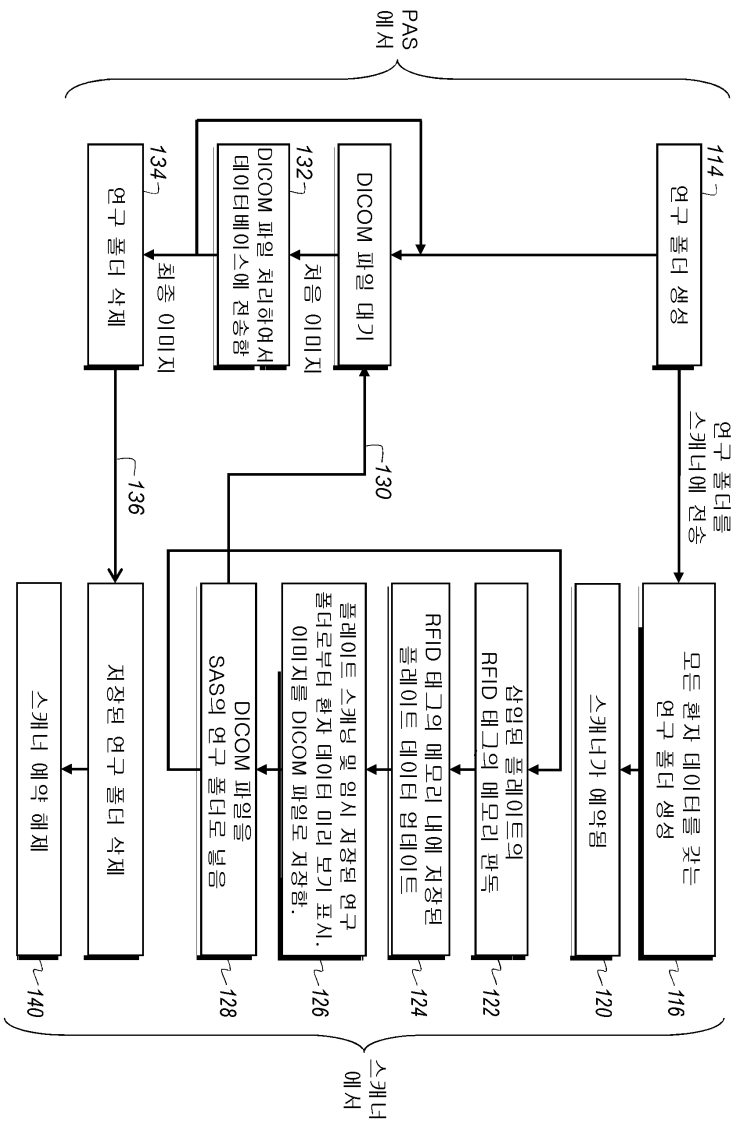 PAS
에서
114
연구 폴더 생성
연구 폴더를
스캐너에 전송
모든 환자 데이터를 갖는
연구 폴더 생성
116
스캐너가 예약됨
120
삽입된 플레이트의
RFID 태그의 메모리 판독
122
RFID 태그의 메모리 내에 저장된
플레이트 데이터 업데이트
124
플레이트 스캐닝 및 임시 저장된 연구
폴더로부터 환자 데이터 미리 보기 표시.
이미지를 DICOM 파일로 저장함.
126
DICOM 파일을
SAS의 연구 폴더로 넣음
128
130
DICOM 파일 대기
처음 이미지
132
DICOM 파일 처리하여서
데이터베이스에 전송함
최종 이미지
134
연구 폴더 삭제
136
저장된 연구 폴더 삭제
스캐너 예약 해제
140
스캐너
에서